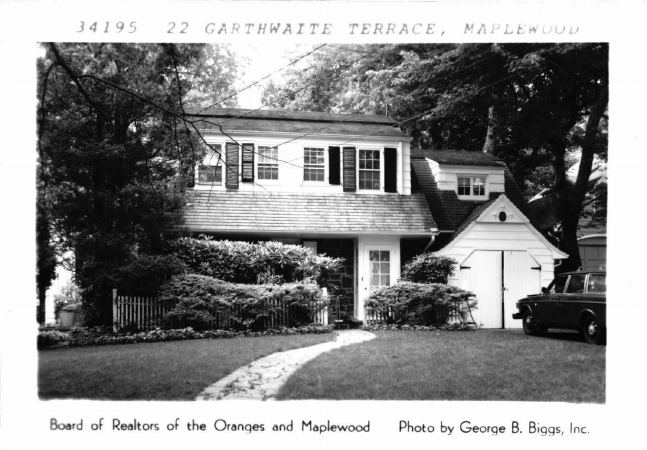 34195 22 GARTHWAITE TERRACE, MAPLEWOOD
Board of Realtors of the Oranges and Maplewood Photo by George B. Biggs, Inc.